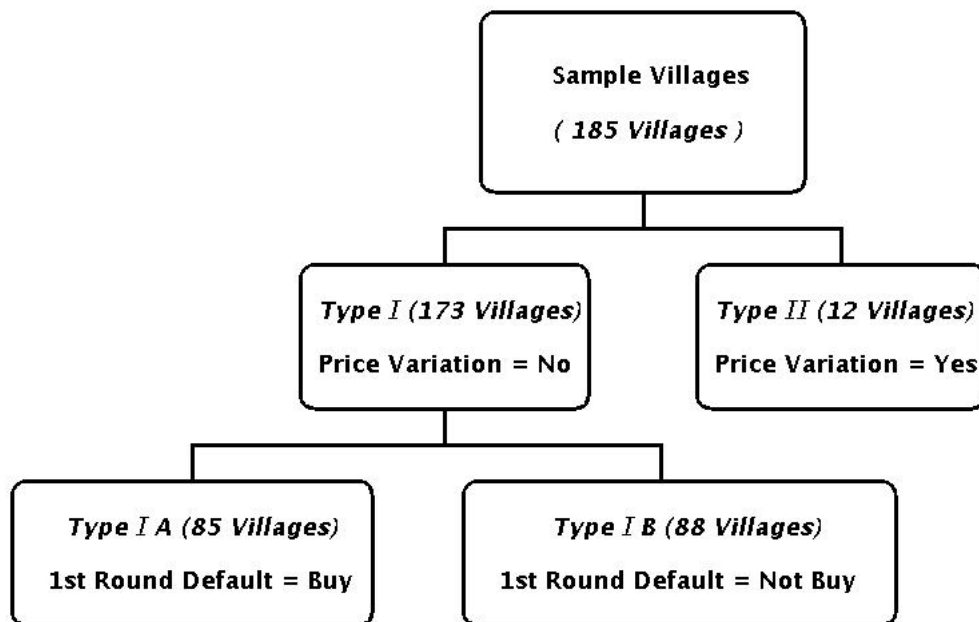 Sample Villages
( 185 Villages )
Type I (173 Villages)
Price Variation = No
Type II (12 Villages)
Price Variation = Yes
Type I A (85 Villages)
1st Round Default = Buy
Type I B (88 Villages)
1st Round Default = Not Buy